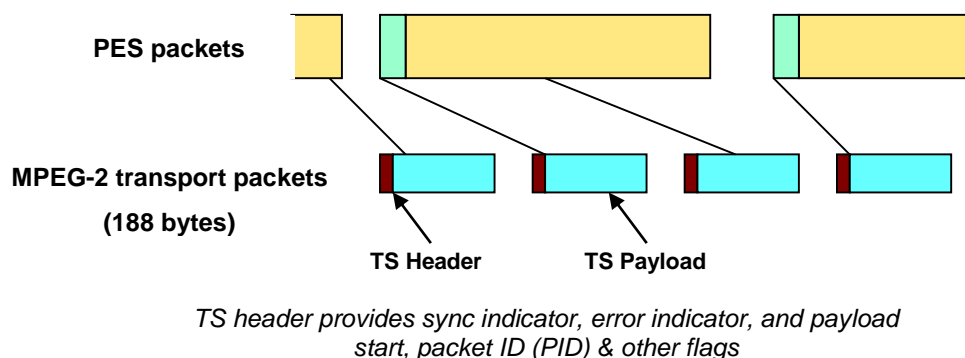 PES packets
MPEG-2 transport packets
(188 bytes)
TS Header
TS Payload
TS header provides sync indicator, error indicator, and payload
start, packet ID (PID) & other flags